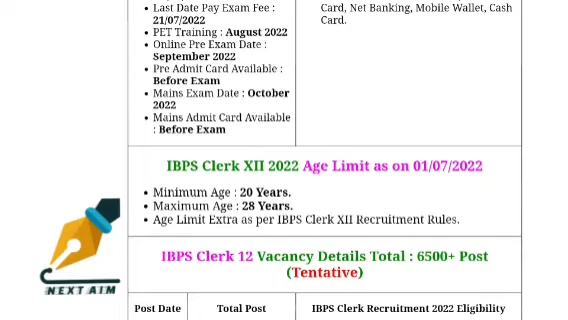 Last Date Pay Exam Fee :
21/07/2022
PET Training : August 2022
Online Pre Exam Date :
September 2022
Pre Admit Card Available :
Before Exam
Mains Exam Date : October
2022
Mains Admit Card Available
: Before Exam
Card, Net Banking, Mobile Wallet, Cash
Card.
IBPS Clerk XII 2022 Age Limit as on 01/07/2022
Minimum Age : 20 Years.
Maximum Age : 28 Years.
Age Limit Extra as per IBPS Clerk XII Recruitment Rules.
NEXT AIM
IBPS Clerk 12 Vacancy Details Total : 6500+ Post
(Tentative)
Post Date
Total Post
IBPS Clerk Recruitment 2022 Eligibility